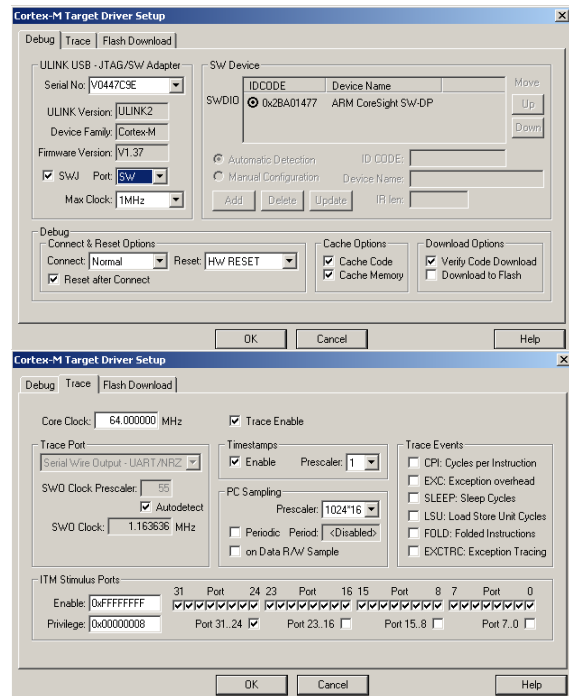 Cortex-M Target Driver Setup
Debug Trace Flash Download
ULINK USB - JTAG/SW Adapter
Serial No: V0447C9E
ULINK Version: ULINK2
Device Family: Cortex-M
Firmware Version: V1.37
SWJ Port: SW
Max Clock: 1MHz
SW Device
IDCODE Device Name Move
SWDIO 0x2BA01477 ARM CoreSight SW-DP Up
Down
Automatic Detection ID CODE:
Manual Configuration Device Name:
Add Delete Update IR len:
Debug
Connect & Reset Options
Connect: Normal Reset: HW RESET
Reset after Connect
Cache Options
Cache Code
Cache Memory
Download Options
Verify Code Download
Download to Flash
OK Cancel Help
Cortex-M Target Driver Setup
Debug Trace Flash Download
Core Clock: 64.000000 MHz Trace Enable
Trace Port
Serial Wire Output - UART/NRZ
SWO Clock Prescaler: 55
Autodetect
SWO Clock: 1.163636 MHz
Timestamps
Enable Prescaler: 1
PC Sampling
Prescaler: 1024*16
Periodic Period: <Disabled>
on Data R/W Sample
Trace Events
CPI: Cycles per Instruction
EXC: Exception overhead
SLEEP: Sleep Cycles
LSU: Load Store Unit Cycles
FOLD: Folded Instructions
EXCTRC: Exception Tracing
ITM Stimulus Ports
31 Port 24 23 Port 16 15 Port 8 7 Port 0
Enable: 0xFFFFFFFF
Privilege: 0x00000008 Port 31..24 Port 23..16 Port 15..8 Port 7..0
OK Cancel Help